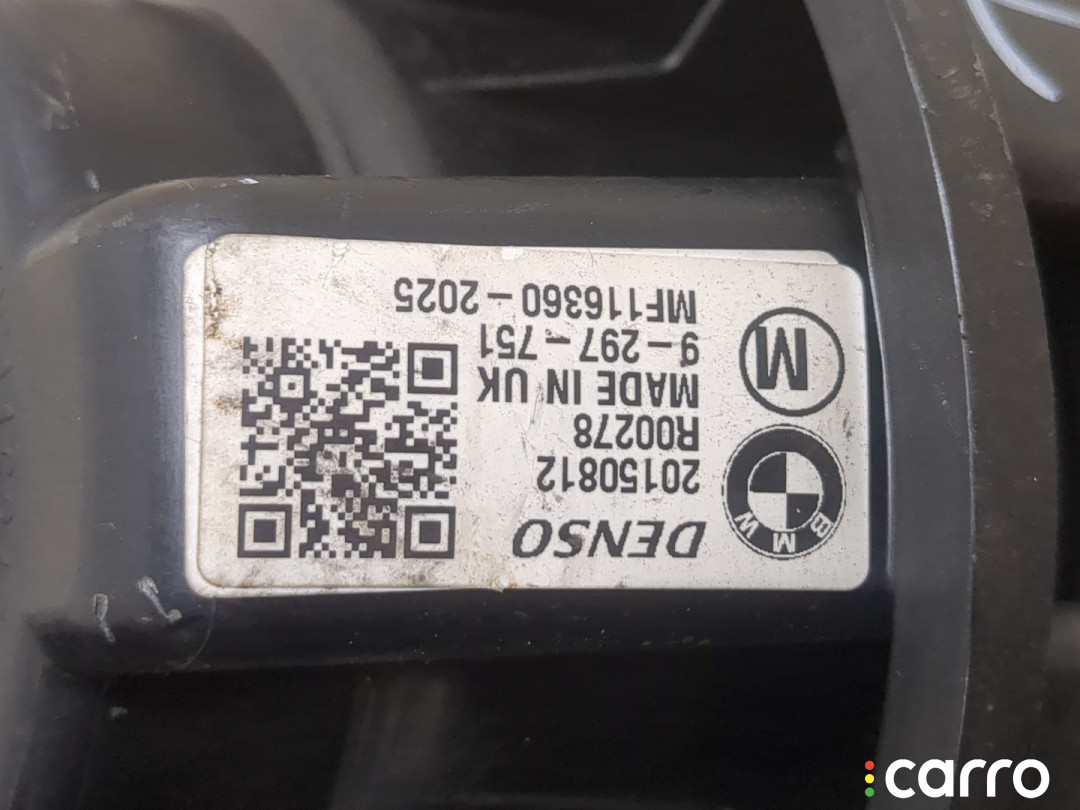 DENSO
20150812
R00278
MADE IN UK
9-297-751
MF116360-2025
BMW
M
carro